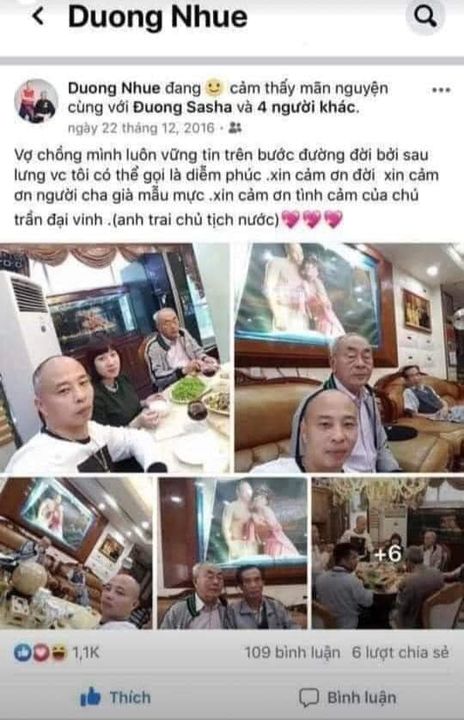 Duong Nhue
Duong Nhue đang 🙂 cảm thấy mãn nguyện
cùng với Đuong Sasha và 4 người khác.
ngày 22 tháng 12, 2016 ·
Vợ chồng mình luôn vững tin trên bước đường đời bởi sau
lưng vc tôi có thể gọi là diễm phúc .xin cảm ơn đời xin cảm
ơn người cha già mẫu mực .xin cảm ơn tình cảm của chú
trần đại vinh .(anh trai chủ tịch nước)💖💖💖
+6
1,1K 109 bình luận 6 lượt chia sẻ
Thích Bình luận